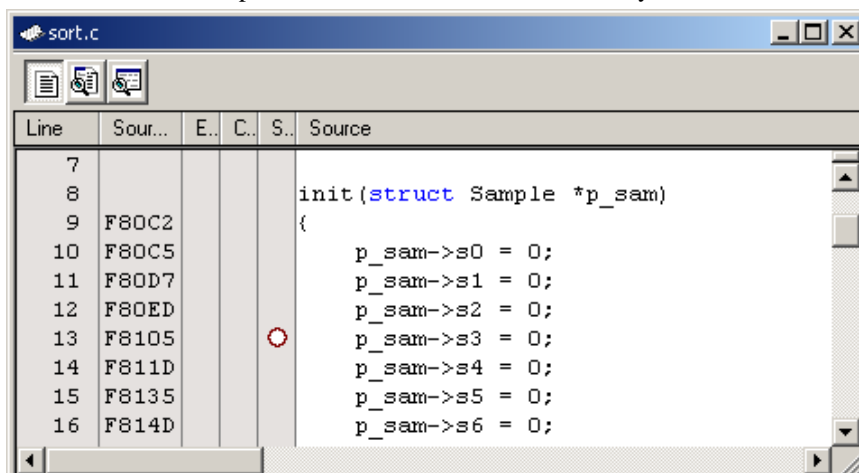 sort.c
Line Sour... E.. C.. S.. Source
7
8 init(struct Sample *p_sam)
9 F80C2 {
10 F80C5 p_sam->s0 = 0;
11 F80D7 p_sam->s1 = 0;
12 F80ED p_sam->s2 = 0;
13 F8105 p_sam->s3 = 0;
14 F811D p_sam->s4 = 0;
15 F8135 p_sam->s5 = 0;
16 F814D p_sam->s6 = 0;